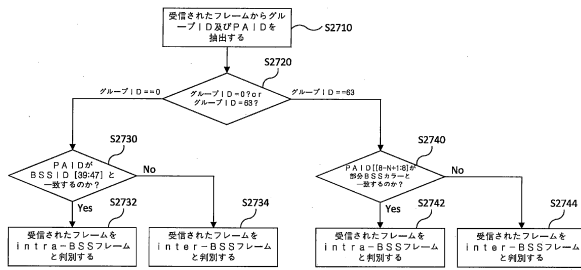 受信されたフレームからグル
ープID及びPAIDを
抽出する
S2710
S2720
グループID==0
グループID=0?or
グループID=63?
グループID==63
S2730
PAIDが
BSSID [39:47] と
一致するのか?
No
Yes
S2740
PAID[[8-N+1:8]が
部分BSSカラーと
一致するのか?
No
Yes
S2732
受信されたフレームを
intra-BSSフレーム
と判別する
S2734
受信されたフレームを
inter-BSSフレーム
と判別する
S2742
受信されたフレームを
intra-BSSフレーム
と判別する
S2744
受信されたフレームを
inter-BSSフレーム
と判別する